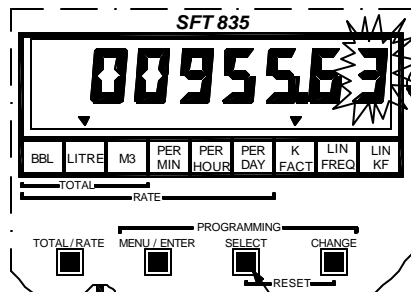 SFT 835
00955.63
BBL LITRE M3 PER MIN PER HOUR PER DAY K FACT LIN FREQ LIN KF
TOTAL
RATE
PROGRAMMING
TOTAL / RATE MENU / ENTER SELECT CHANGE
RESET